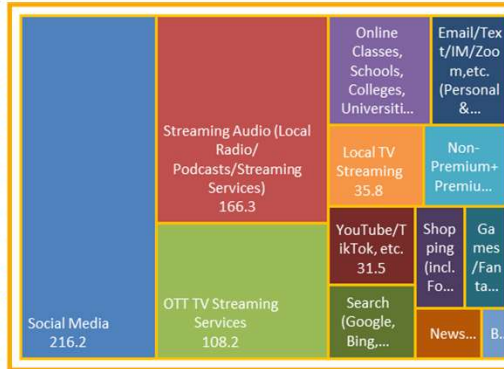 Social Media
216.2
Streaming Audio (Local
Radio/
Podcasts/Streaming
Services)
166.3
OTT TV Streaming
Services
108.2
Online
Classes,
Schools,
Colleges,
Universiti...
Email/Tex
t/IM/Zoo
m,etc.
(Personal
&...
Local TV
Streaming
35.8
Non-
Premium+
Premiu...
YouTube/T
ikTok, etc.
31.5
Shop
ping
(incl.
Fo...
Ga
mes
/Fan
ta...
Search
(Google,
Bing,...
News...
B...